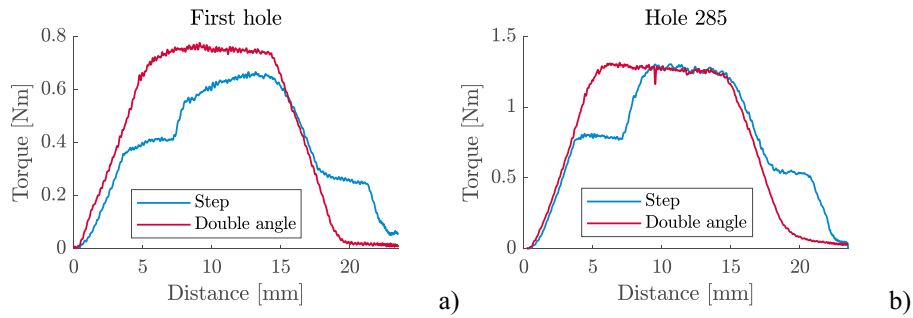 First hole
0.8
0.6
0.4
0.2
0
Torque [Nm]
Step
Double angle
0 5 10 15 20
Distance [mm]
a)
Hole 285
1.5
1
0.5
0
Torque [Nm]
Step
Double angle
0 5 10 15 20
Distance [mm]
b)